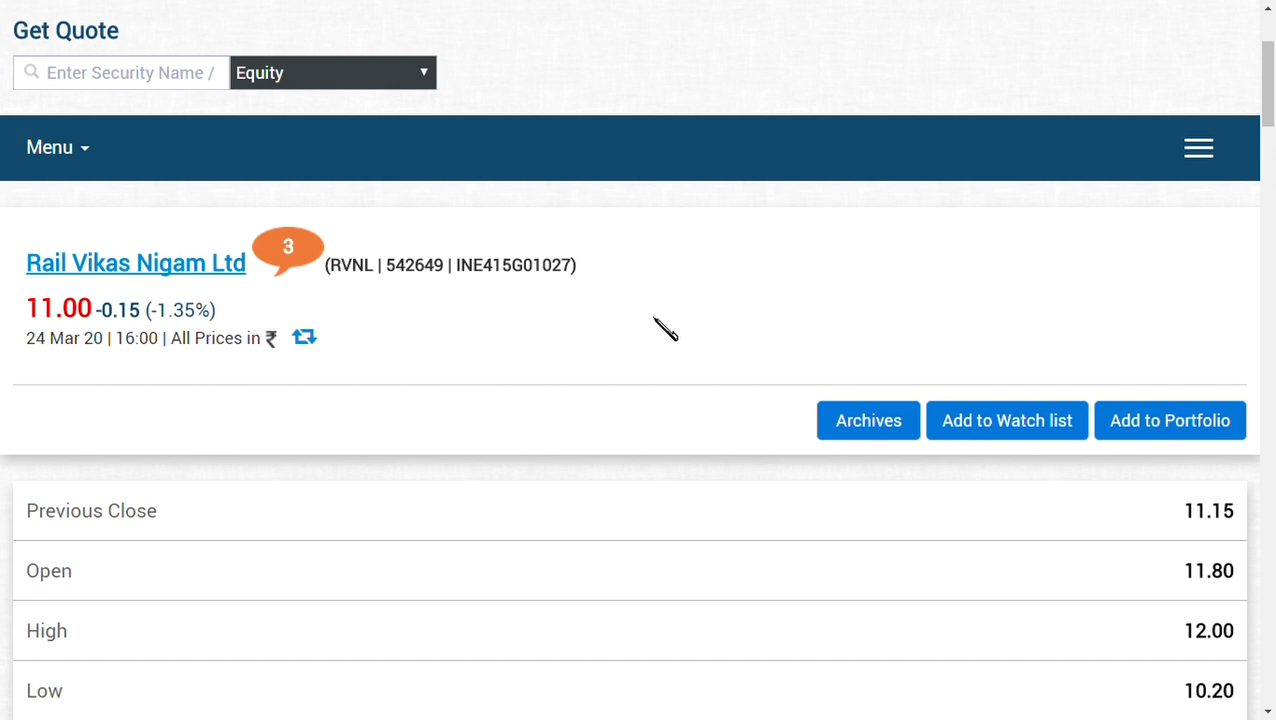 Get Quote
Enter Security Name /
Equity
Menu
Rail Vikas Nigam Ltd 3 (RVNL | 542649 | INE415G01027)
11.00 -0.15 (-1.35%)
24 Mar 20 | 16:00 | All Prices in ₹
Archives Add to Watch list Add to Portfolio
Previous Close 11.15
Open 11.80
High 12.00
Low 10.20